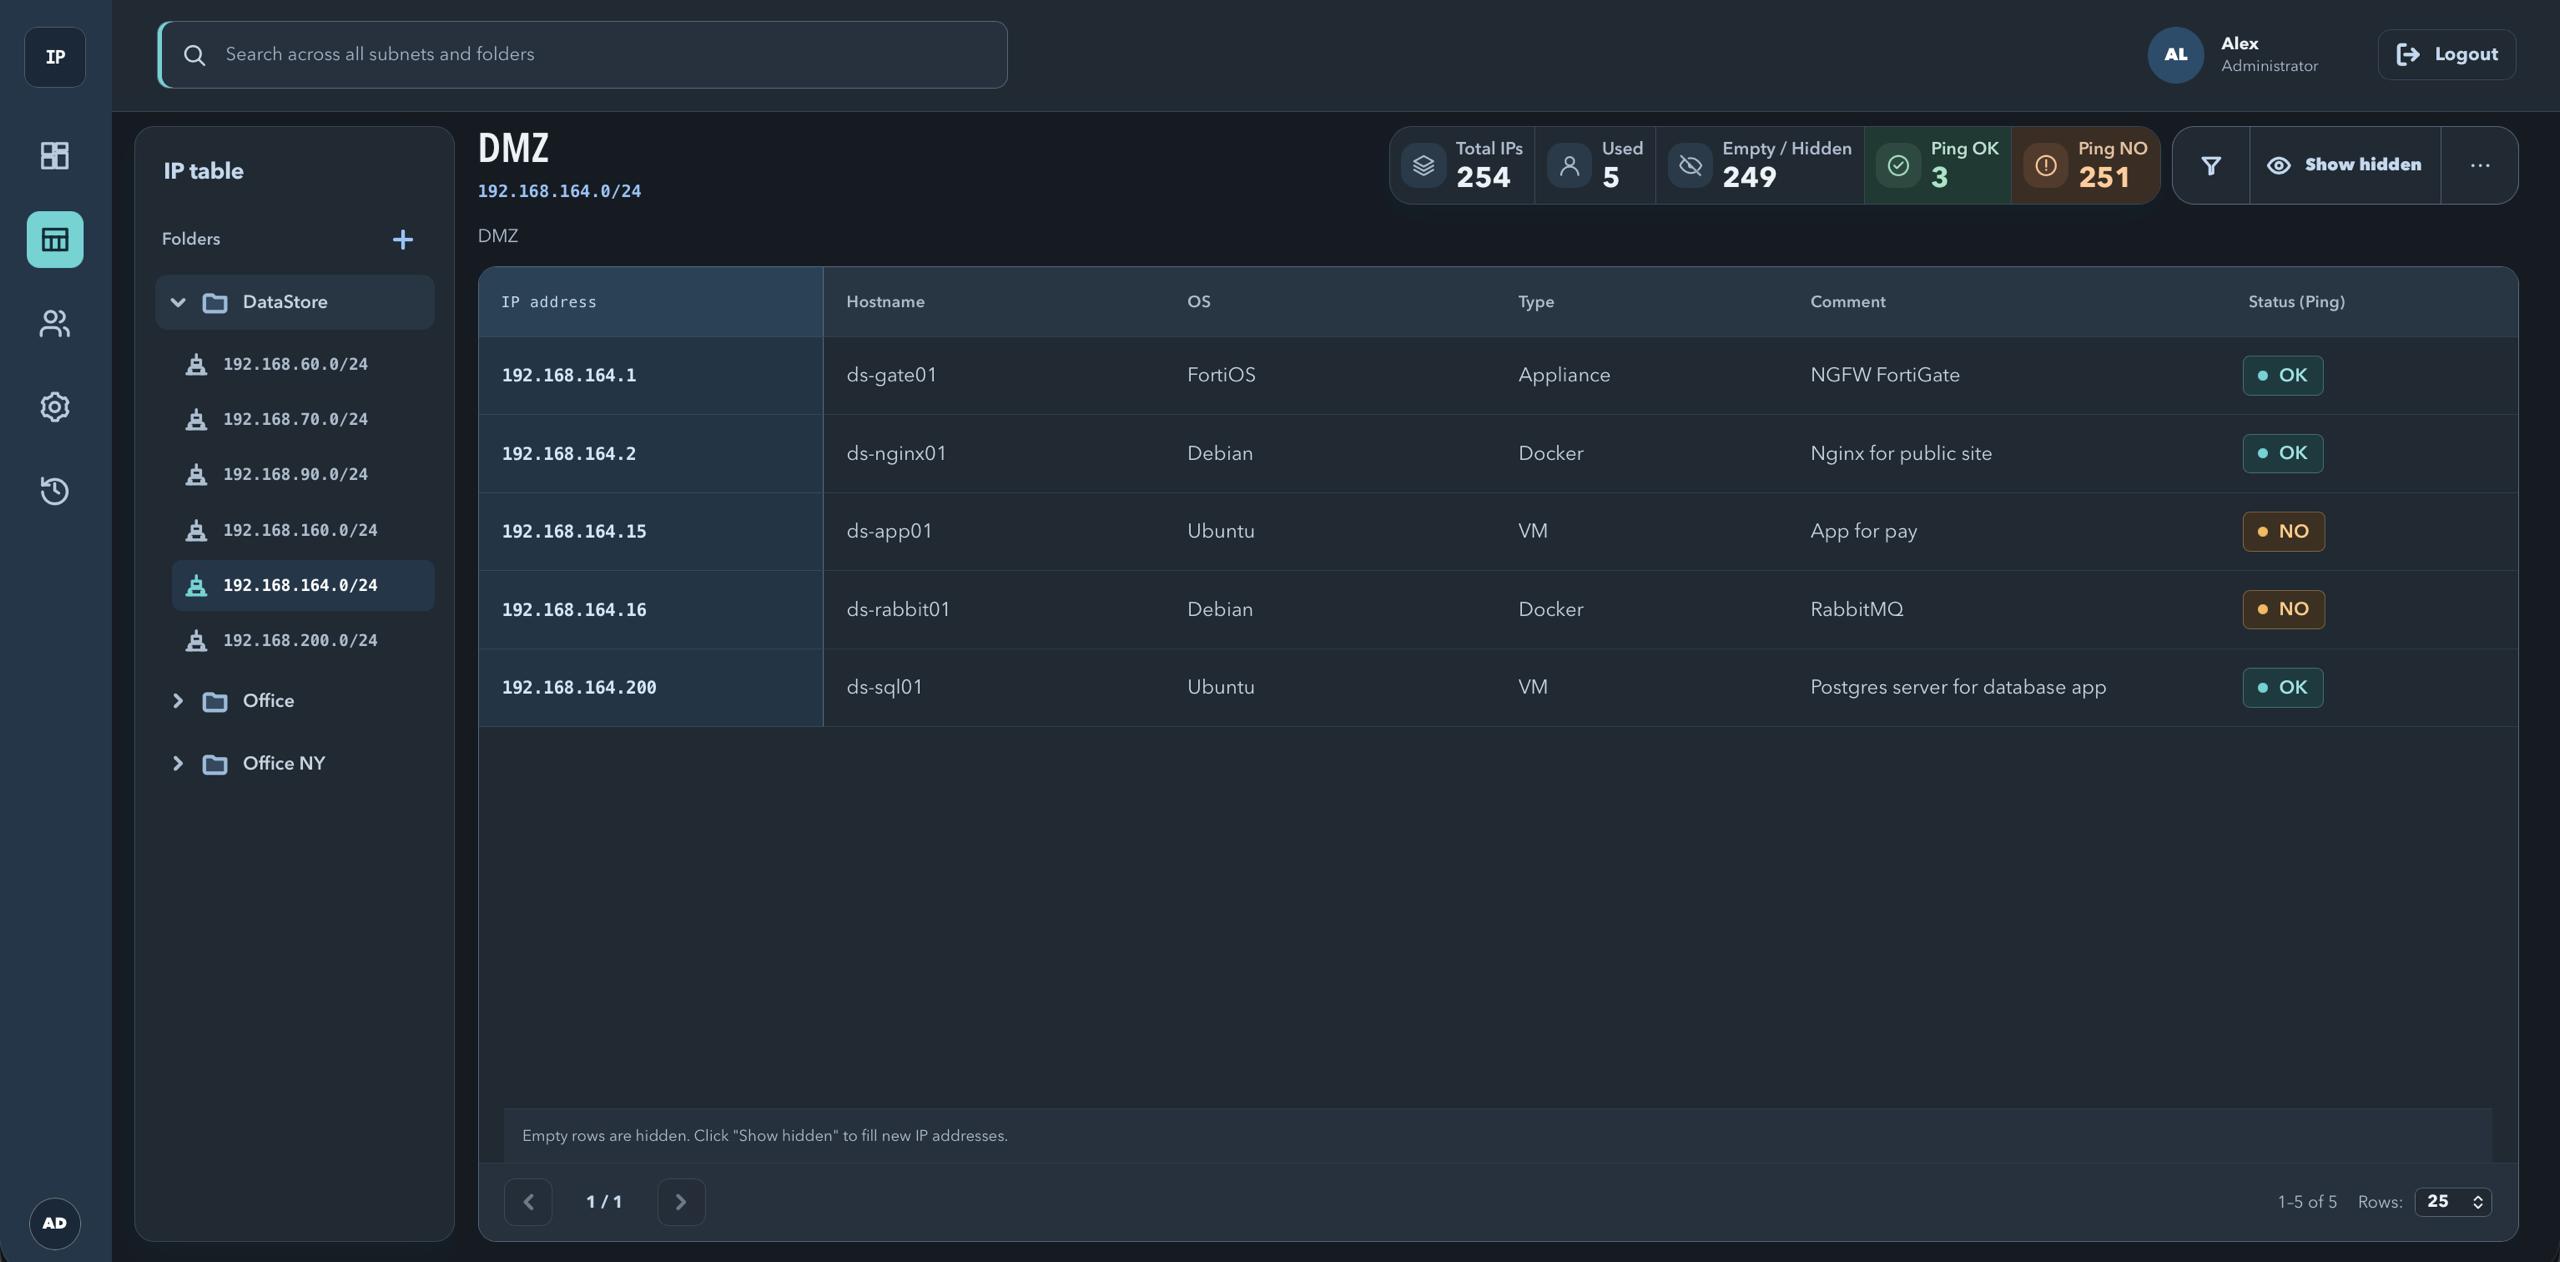 IP
Search across all subnets and folders
AL
Alex
Administrator
Logout
IP table
Folders
DataStore
192.168.60.0/24
192.168.70.0/24
192.168.90.0/24
192.168.160.0/24
192.168.164.0/24
192.168.200.0/24
Office
Office NY
AD
DMZ
192.168.164.0/24
DMZ
Total IPs
254
Used
5
Empty / Hidden
249
Ping OK
3
Ping NO
251
Show hidden
IP address Hostname OS Type Comment Status (Ping)
192.168.164.1 ds-gate01 FortiOS Appliance NGFW FortiGate OK
192.168.164.2 ds-nginx01 Debian Docker Nginx for public site OK
192.168.164.15 ds-app01 Ubuntu VM App for pay NO
192.168.164.16 ds-rabbit01 Debian Docker RabbitMQ NO
192.168.164.200 ds-sql01 Ubuntu VM Postgres server for database app OK
Empty rows are hidden. Click "Show hidden" to fill new IP addresses.
1 / 1
1–5 of 5 Rows: 25